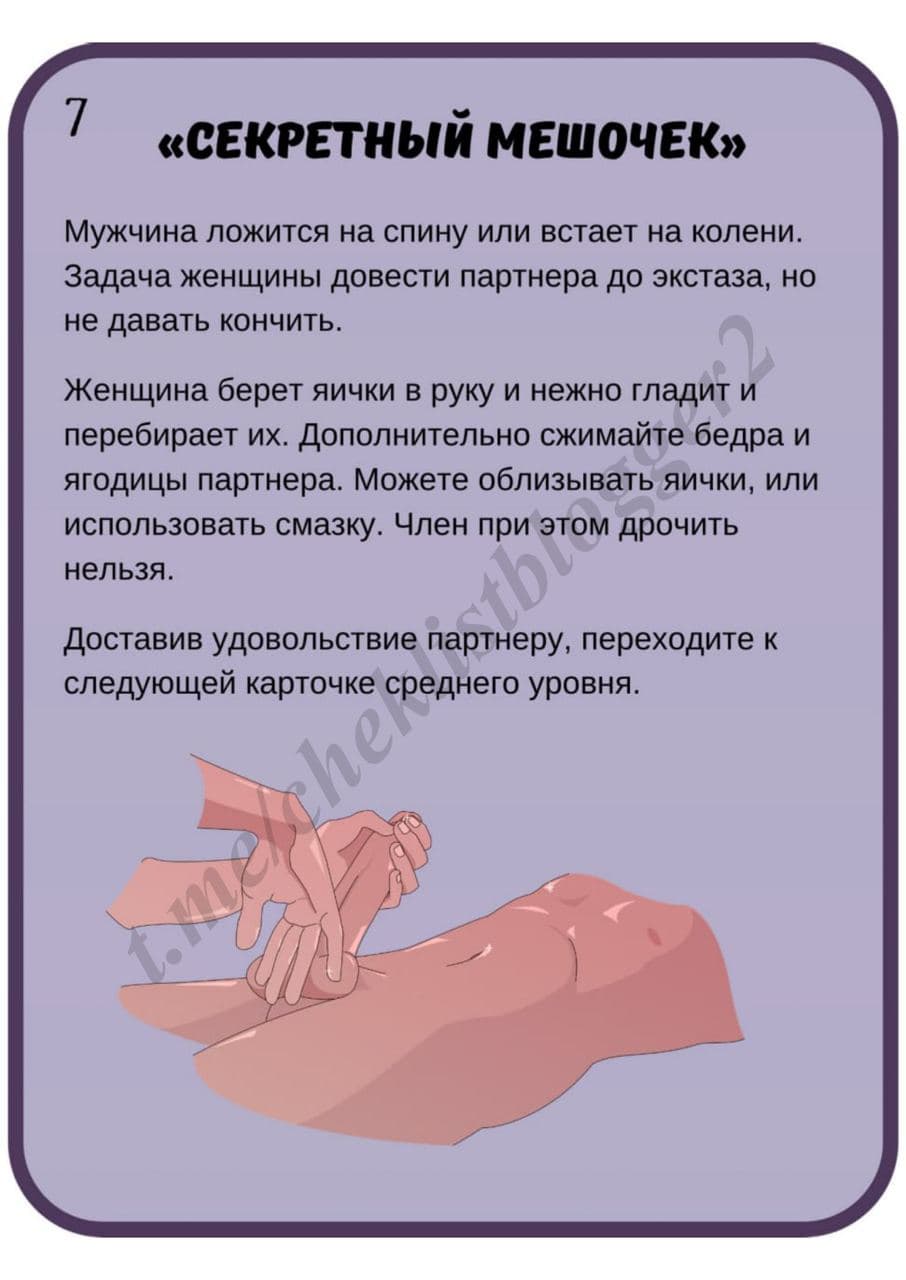 7
«СЕКРЕТНЫЙ МЕШОЧЕК»
Мужчина ложится на спину или встает на колени.
Задача женщины довести партнера до экстаза, но
не давать кончить.
Женщина берет яички в руку и нежно гладит и
перебирает их. Дополнительно сжимайте бедра и
ягодицы партнера. Можете облизывать яички, или
использовать смазку. Член при этом дрочить
нельзя.
Доставив удовольствие партнеру, переходите к
следующей карточке среднего уровня.
t.me/cheklistblogger2